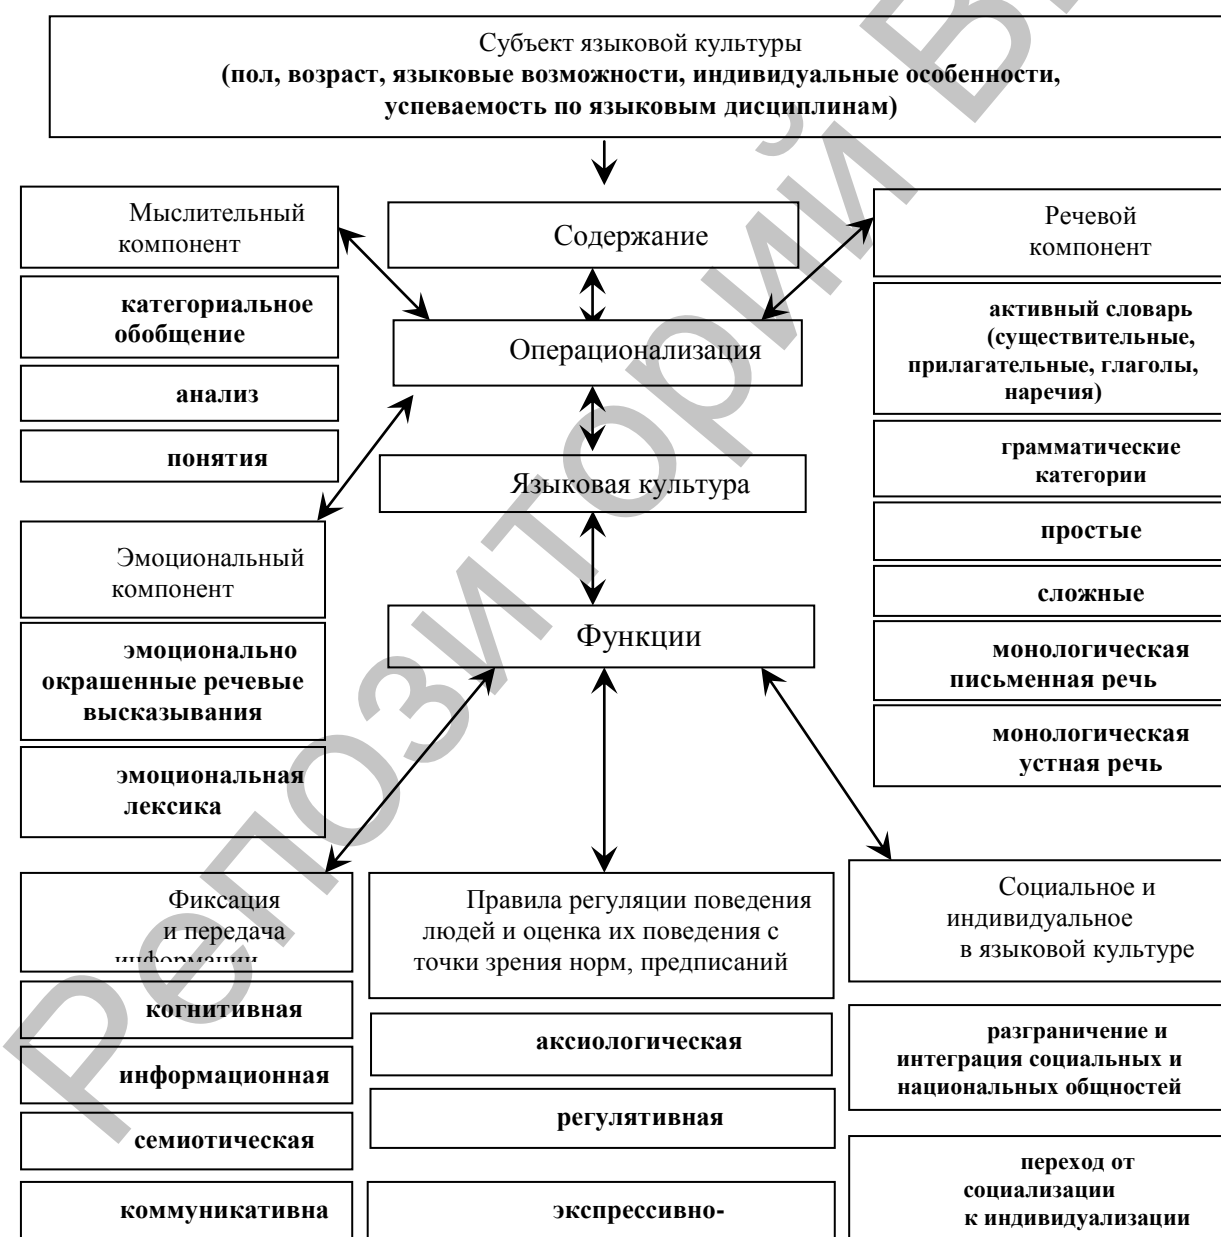 Субъект языковой культуры
(пол, возраст, языковые возможности, индивидуальные особенности,
успеваемость по языковым дисциплинам)
Мыслительный
компонент
категориальное
обобщение
анализ
понятия
Содержание
Операционализация
Языковая культура
Функции
Речевой
компонент
активный словарь
(существительные,
прилагательные, глаголы,
наречия)
грамматические
категории
простые
сложные
монологическая
письменная речь
монологическая
устная речь
Эмоциональный
компонент
эмоционально
окрашенные речевые
высказывания
эмоциональная
лексика
Фиксация
и передача
информации
когнитивная
информационная
семиотическая
коммуникативна
Правила регуляции поведения
людей и оценка их поведения с
точки зрения норм, предписаний
аксиологическая
регулятивная
экспрессивно-
Социальное и
индивидуальное
в языковой культуре
разграничение и
интеграция социальных и
национальных общностей
переход от
социализации
к индивидуализации
Репозиторий